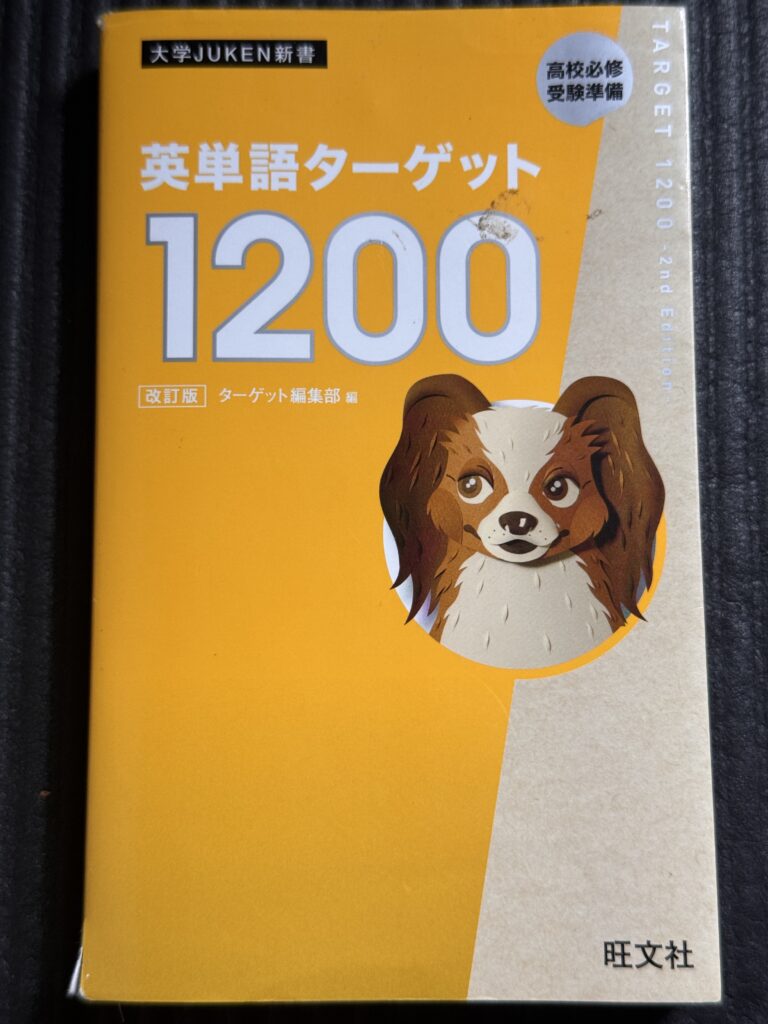 大学JUKEN新書
高校必修
受験準備
英単語ターゲット
1200
改訂版 ターゲット編集部 編
TARGET 1200 -2nd Edition-
旺文社